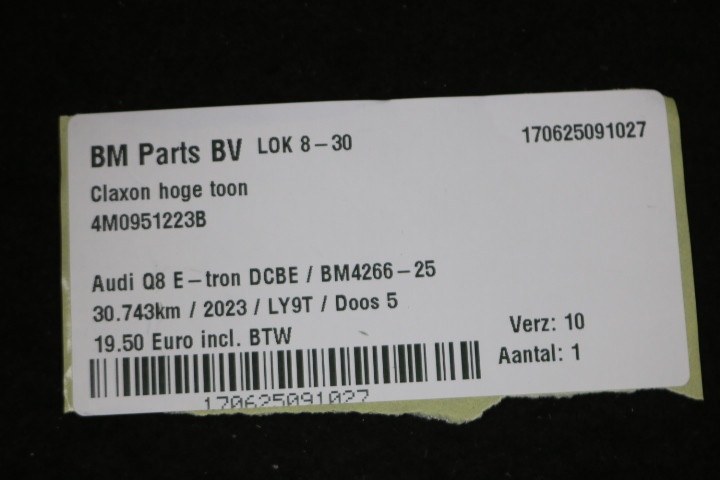 BM Parts BV LOK 8-30 170625091027
Claxon hoge toon
4M0951223B
Audi Q8 E-tron DCBE / BM4266-25
30.743km / 2023 / LY9T / Doos 5
19.50 Euro incl. BTW
Verz: 10
Aantal: 1
170625091027